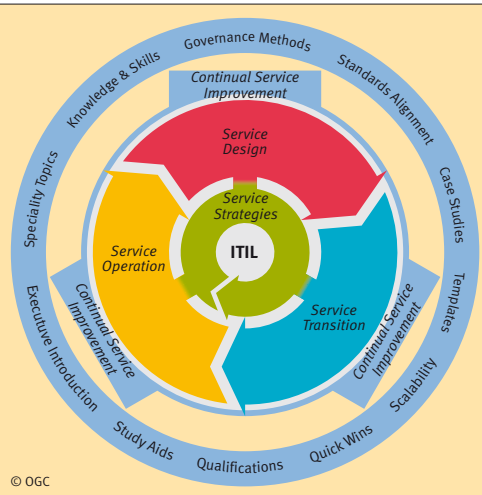 Governance Methods
Standards Alignment
Case Studies
Templates
Scalability
Quick Wins
Qualifications
Study Aids
Executive Introduction
Speciality Topics
Knowledge & Skills
Continual Service
Improvement
Service
Design
Service
Strategies
ITIL
Service
Operation
Service
Transition
Continual Service
Improvement
Continual Service
Improvement
© OGC